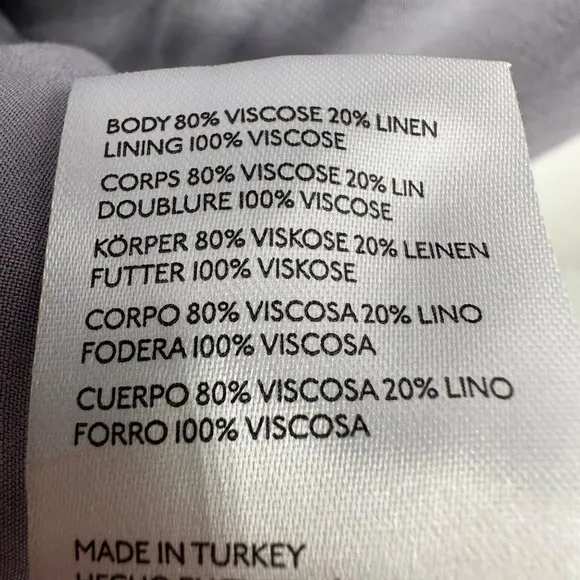 BODY 80% VISCOSE 20% LINEN
LINING 100% VISCOSE
CORPS 80% VISCOSE 20% LIN
DOUBLURE 100% VISCOSE
KÖRPER 80% VISKOSE 20% LEINEN
FUTTER 100% VISKOSE
CORPO 80% VISCOSA 20% LINO
FODERA 100% VISCOSA
CUERPO 80% VISCOSA 20% LINO
FORRO 100% VISCOSA
MADE IN TURKEY
HECHO